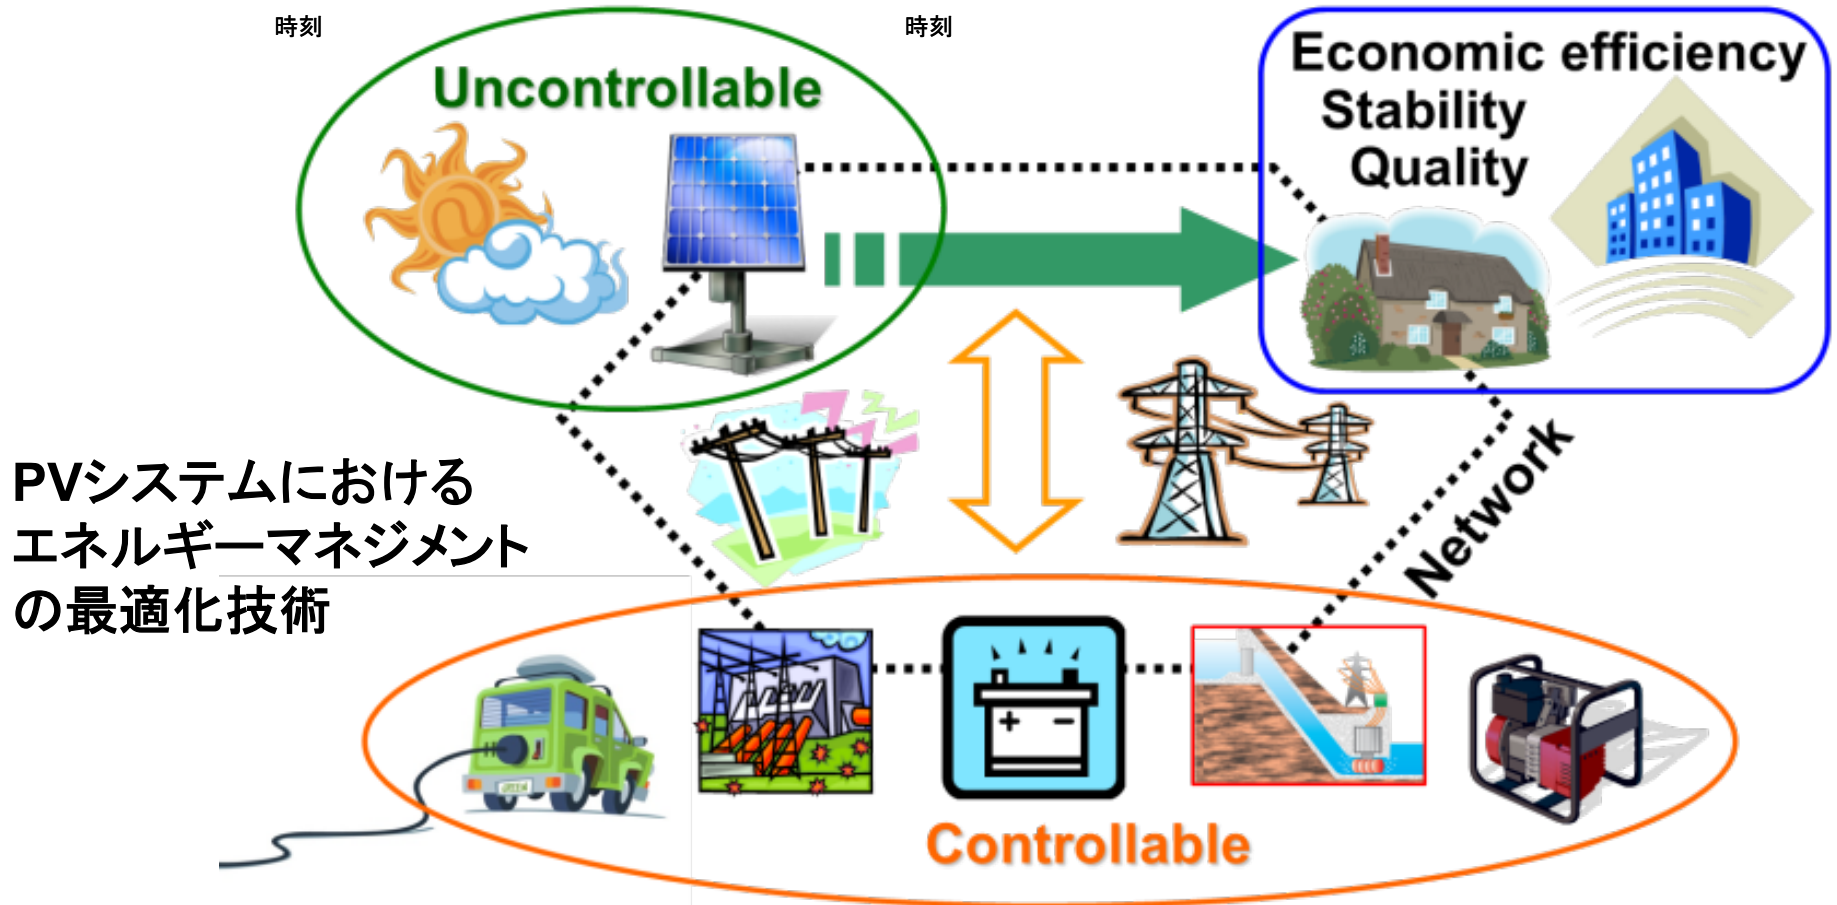 時刻
時刻
Uncontrollable
Economic efficiency
Stability
Quality
PVシステムにおける
エネルギーマネジメント
の最適化技術
Network
+ −
Controllable